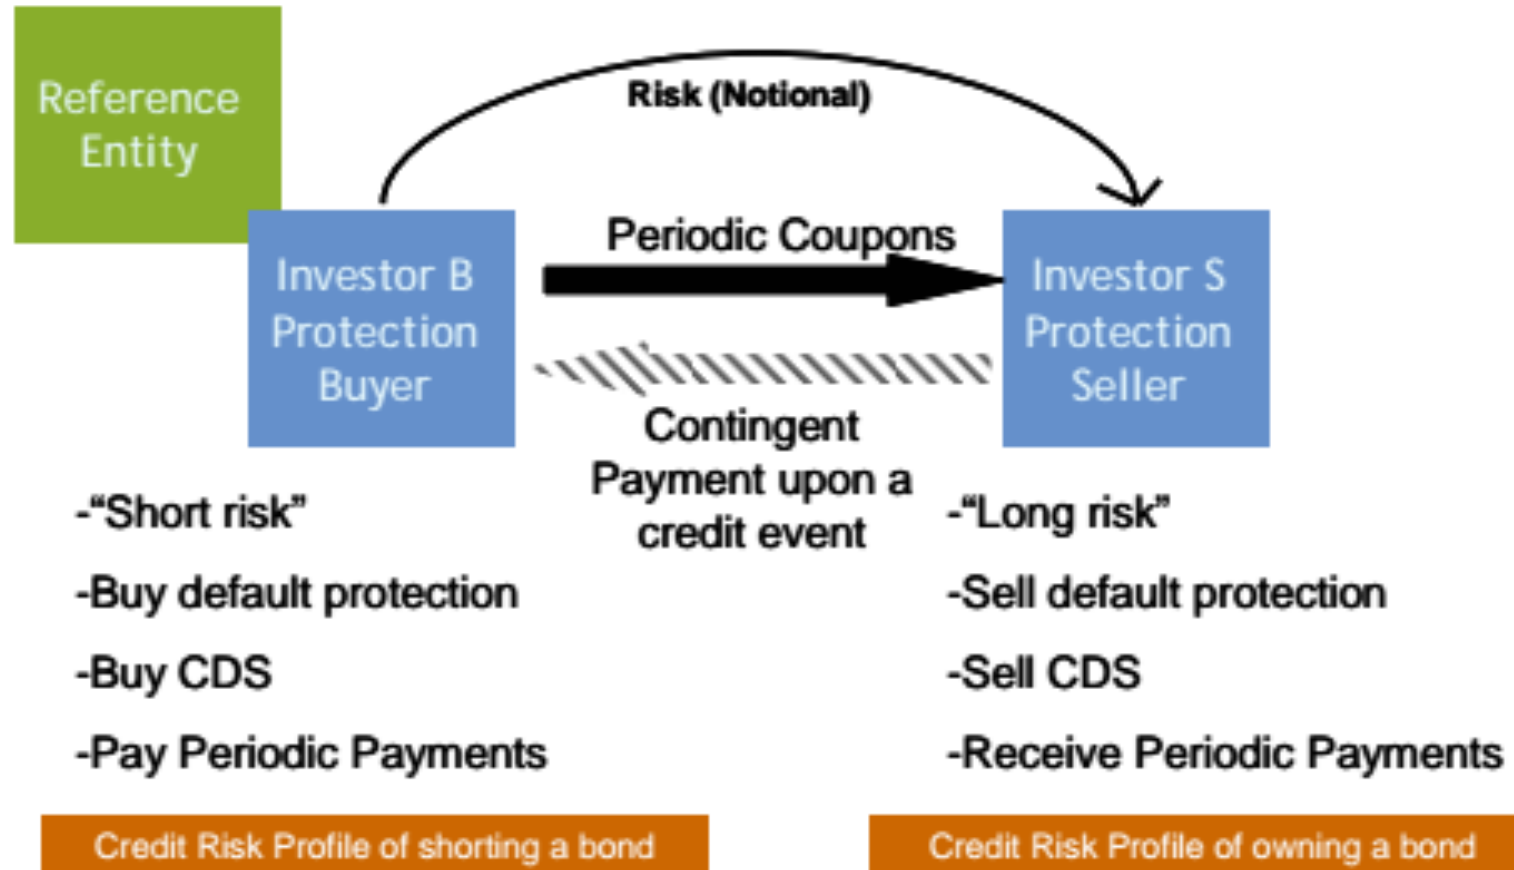 Reference
Entity
Risk (Notional)
Periodic Coupons
Investor B
Protection
Buyer
Investor S
Protection
Seller
Contingent
Payment upon a
credit event
-“Short risk”
-Buy default protection
-Buy CDS
-Pay Periodic Payments
-“Long risk”
-Sell default protection
-Sell CDS
-Receive Periodic Payments
Credit Risk Profile of shorting a bond
Credit Risk Profile of owning a bond